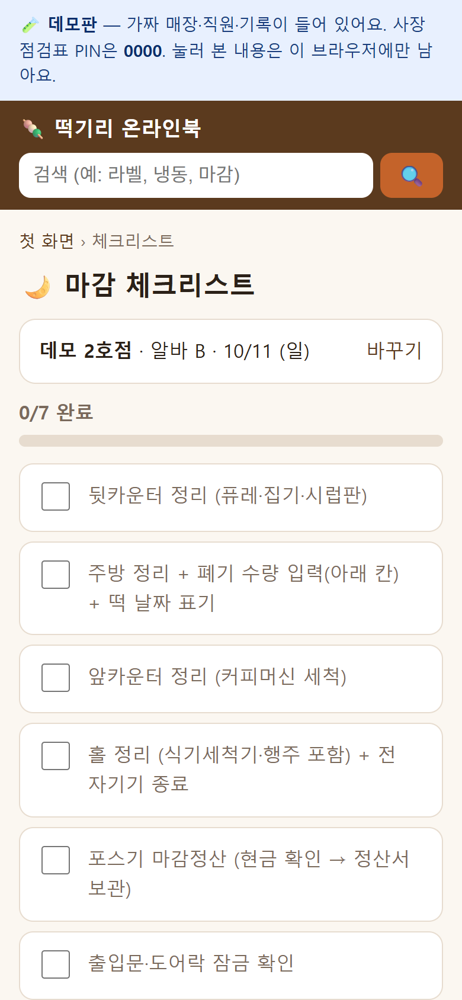 데모판 — 가짜 매장·직원·기록이 들어 있어요. 사장
점검표 PIN은 0000. 눌러 본 내용은 이 브라우저에만 남
아요.
떡기리 온라인북
검색 (예: 라벨, 냉동, 마감)
첫 화면 › 체크리스트
마감 체크리스트
데모 2호점 · 알바 B · 10/11 (일) 바꾸기
0/7 완료
뒷카운터 정리 (퓨레·집기·시럽판)
주방 정리 + 폐기 수량 입력(아래 칸)
+ 떡 날짜 표기
앞카운터 정리 (커피머신 세척)
홀 정리 (식기세척기·행주 포함) + 전
자기기 종료
포스기 마감정산 (현금 확인 → 정산서
보관)
출입문·도어락 잠금 확인